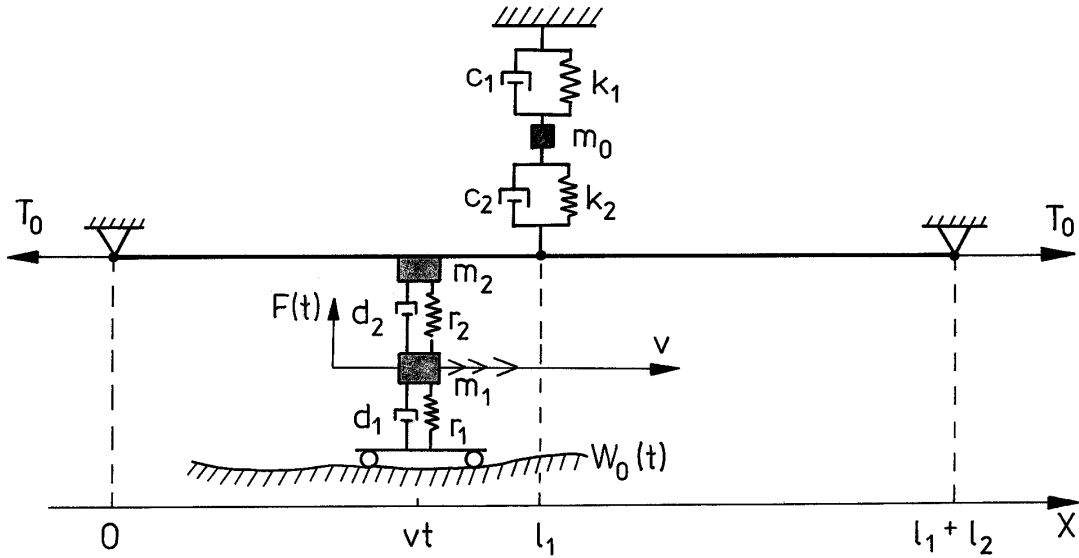 c₁ k₁
m₀
c₂ k₂
T₀ T₀
m₂
F(t) d₂ r₂
v
m₁
d₁ r₁
W₀(t)
0 vt l₁ l₁ + l₂ X